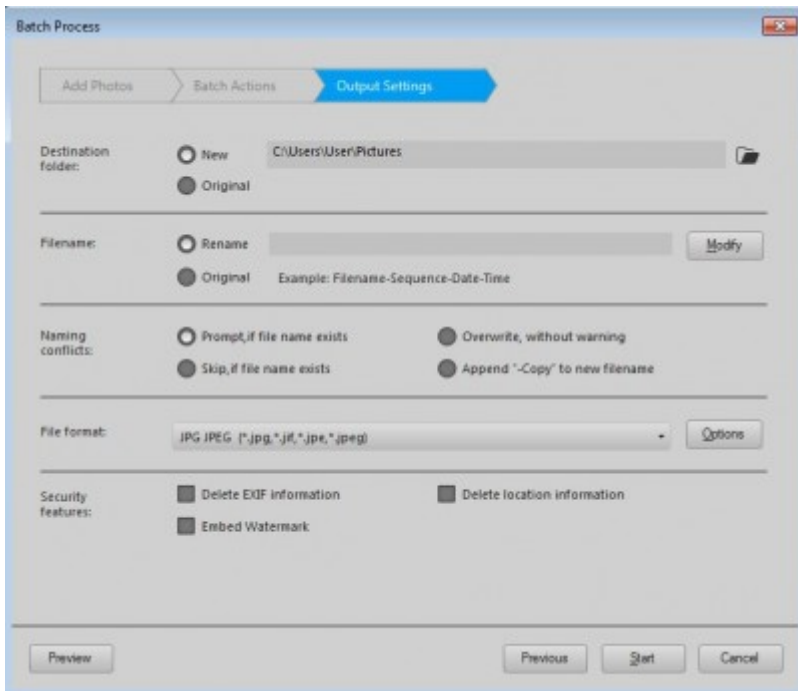 Batch Process
Add Photos Batch Actions Output Settings
Destination folder:
New C:\Users\User\Pictures
Original
Filename:
Rename Modify
Original Example: Filename-Sequence-Date-Time
Naming conflicts:
Prompt,if file name exists Overwrite, without warning
Skip,if file name exists Append '-Copy' to new filename
File format:
JPG JPEG (*.jpg,*.jif,*.jpe,*.jpeg) Options
Security features:
Delete EXIF information Delete location information
Embed Watermark
Preview Previous Start Cancel